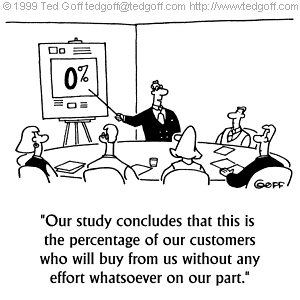 © 1999 Ted Goff tedgoff@tedgoff.com http://www.tedgoff.com
0%
GOFF
"Our study concludes that this is
the percentage of our customers
who will buy from us without any
effort whatsoever on our part."